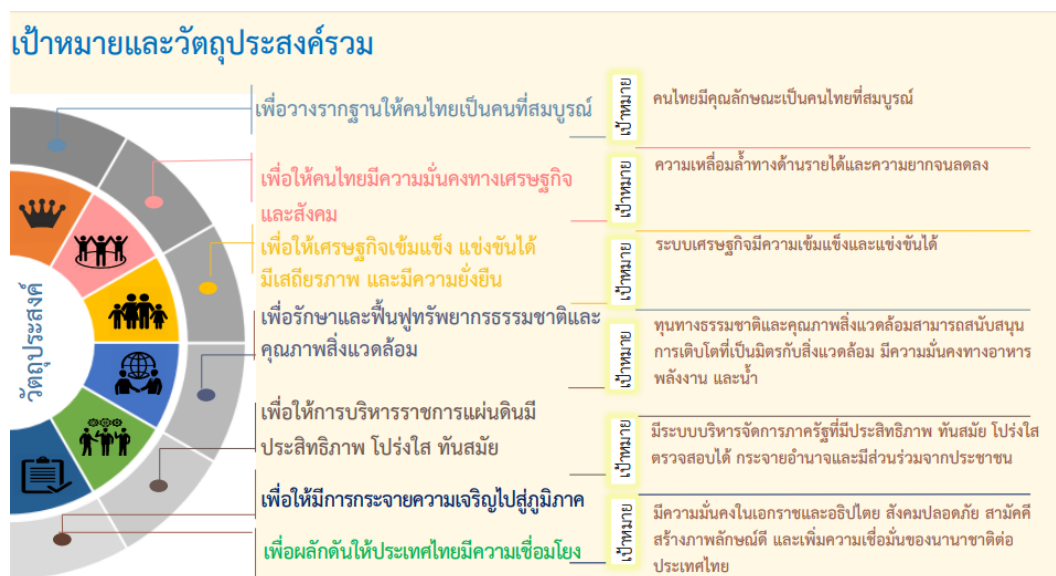 เป้าหมายและวัตถุประสงค์รวม
วัตถุประสงค์
เพื่อวางรากฐานให้คนไทยเป็นคนที่สมบูรณ์
เป้าหมาย
คนไทยมีคุณลักษณะเป็นคนไทยที่สมบูรณ์
เพื่อให้คนไทยมีความมั่นคงทางเศรษฐกิจ
และสังคม
เป้าหมาย
ความเหลื่อมล้ำทางด้านรายได้และความยากจนลดลง
เพื่อให้เศรษฐกิจเข้มแข็ง แข่งขันได้
มีเสถียรภาพ และมีความยั่งยืน
เป้าหมาย
ระบบเศรษฐกิจมีความเข้มแข็งและแข่งขันได้
เพื่อรักษาและฟื้นฟูทรัพยากรธรรมชาติและ
คุณภาพสิ่งแวดล้อม
เป้าหมาย
ทุนทางธรรมชาติและคุณภาพสิ่งแวดล้อมสามารถสนับสนุน
การเติบโตที่เป็นมิตรกับสิ่งแวดล้อม มีความมั่นคงทางอาหาร
พลังงาน และน้ำ
เพื่อให้การบริหารราชการแผ่นดินมี
ประสิทธิภาพ โปร่งใส ทันสมัย
เป้าหมาย
มีระบบบริหารจัดการภาครัฐที่มีประสิทธิภาพ ทันสมัย โปร่งใส
ตรวจสอบได้ กระจายอำนาจและมีส่วนร่วมจากประชาชน
เพื่อให้มีการกระจายความเจริญไปสู่ภูมิภาค
เพื่อผลักดันให้ประเทศไทยมีความเชื่อมโยง
เป้าหมาย
มีความมั่นคงในเอกราชและอธิปไตย สังคมปลอดภัย สามัคคี
สร้างภาพลักษณ์ดี และเพิ่มความเชื่อมั่นของนานาชาติต่อ
ประเทศไทย